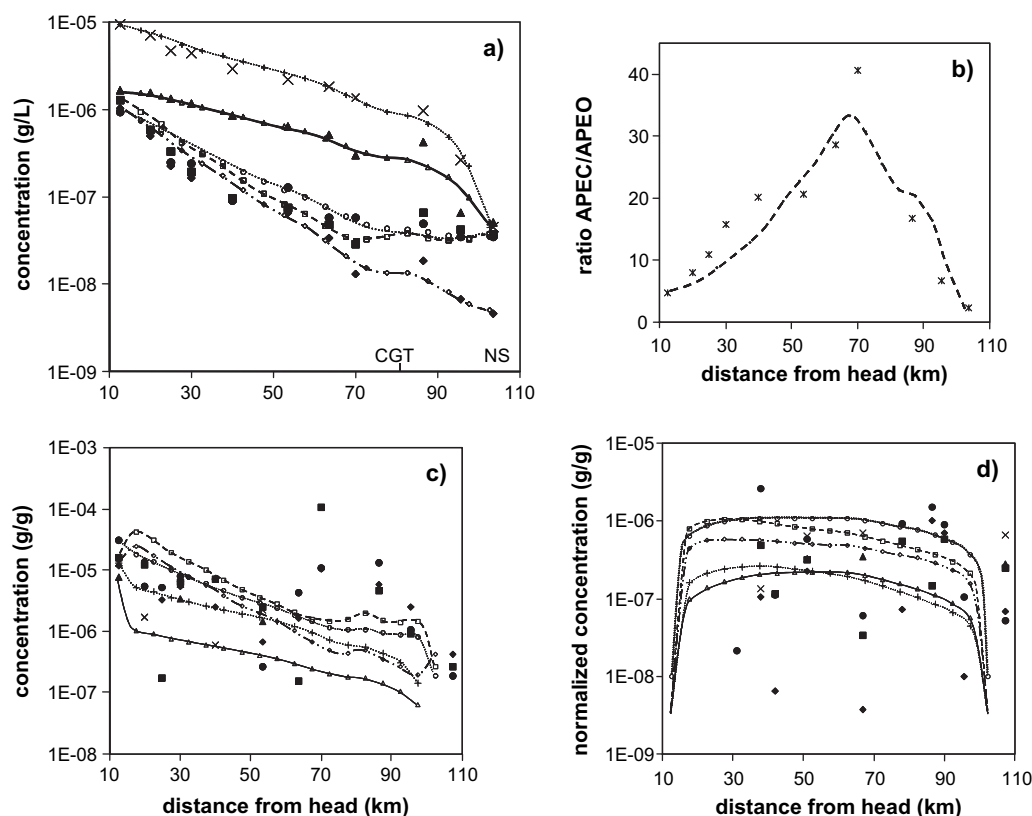 a)
concentration (g/L)
1E-05
1E-06
1E-07
1E-08
1E-09
CGT
NS
10 30 50 70 90 110
b)
ratio APEC/APEO
40
30
20
10
0
10 30 50 70 90 110
distance from head (km)
c)
concentration (g/g)
1E-03
1E-04
1E-05
1E-06
1E-07
1E-08
10 30 50 70 90 110
distance from head (km)
d)
normalized concentration (g/g)
1E-05
1E-06
1E-07
1E-08
1E-09
10 30 50 70 90 110
distance from head (km)